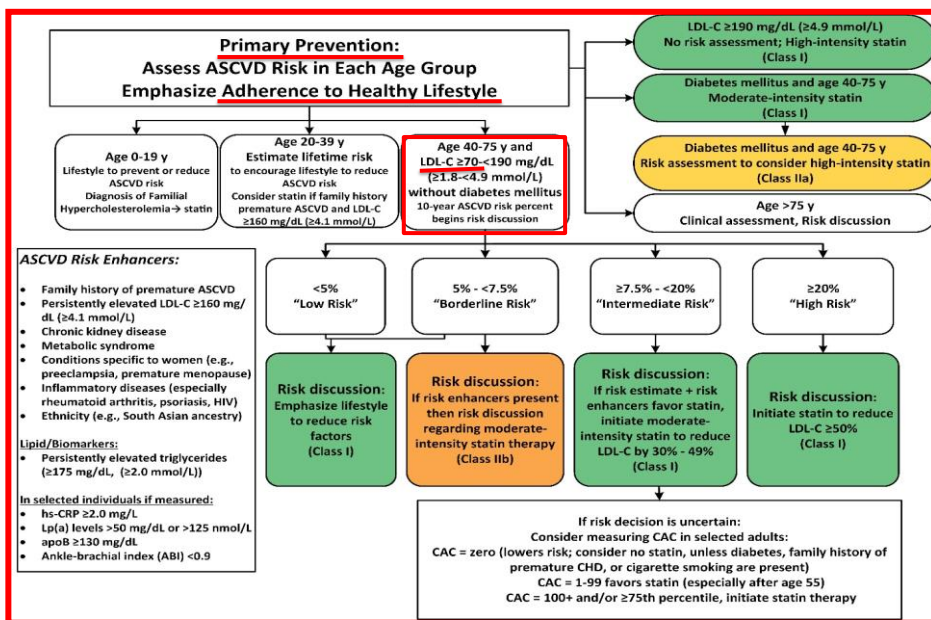 Primary Prevention:
Assess ASCVD Risk in Each Age Group
Emphasize Adherence to Healthy Lifestyle
LDL-C ≥190 mg/dL (≥4.9 mmol/L)
No risk assessment; High-intensity statin
(Class I)
Diabetes mellitus and age 40-75 y
Moderate-intensity statin
(Class I)
Diabetes mellitus and age 40-75 y
Risk assessment to consider high-intensity statin
(Class IIa)
Age >75 y
Clinical assessment, Risk discussion
Age 0-19 y
Lifestyle to prevent or reduce
ASCVD risk
Diagnosis of Familial
Hypercholesterolemia→ statin
Age 20-39 y
Estimate lifetime risk
to encourage lifestyle to reduce
ASCVD risk
Consider statin if family history
premature ASCVD and LDL-C
≥160 mg/dL (≥4.1 mmol/L)
Age 40-75 y and
LDL-C ≥70-<190 mg/dL
(≥1.8-<4.9 mmol/L)
without diabetes mellitus
10-year ASCVD risk percent
begins risk discussion
ASCVD Risk Enhancers:
• Family history of premature ASCVD
• Persistently elevated LDL-C ≥160 mg/
dL (≥4.1 mmol/L)
• Chronic kidney disease
• Metabolic syndrome
• Conditions specific to women (e.g.,
preeclampsia, premature menopause)
• Inflammatory diseases (especially
rheumatoid arthritis, psoriasis, HIV)
• Ethnicity (e.g., South Asian ancestry)
Lipid/Biomarkers:
• Persistently elevated triglycerides
(≥175 mg/dL, (≥2.0 mmol/L))
In selected individuals if measured:
• hs-CRP ≥2.0 mg/L
• Lp(a) levels >50 mg/dL or >125 nmol/L
• apoB ≥130 mg/dL
• Ankle-brachial index (ABI) <0.9
<5%
"Low Risk"
5% - <7.5%
"Borderline Risk"
≥7.5% - <20%
"Intermediate Risk"
≥20%
"High Risk"
Risk discussion:
Emphasize lifestyle
to reduce risk
factors
(Class I)
Risk discussion:
If risk enhancers present
then risk discussion
regarding moderate-
intensity statin therapy
(Class IIb)
Risk discussion:
If risk estimate + risk
enhancers favor statin,
initiate moderate-
intensity statin to reduce
LDL-C by 30% - 49%
(Class I)
Risk discussion:
Initiate statin to reduce
LDL-C ≥50%
(Class I)
If risk decision is uncertain:
Consider measuring CAC in selected adults:
CAC = zero (lowers risk; consider no statin, unless diabetes, family history of
premature CHD, or cigarette smoking are present)
CAC = 1-99 favors statin (especially after age 55)
CAC = 100+ and/or ≥75th percentile, initiate statin therapy